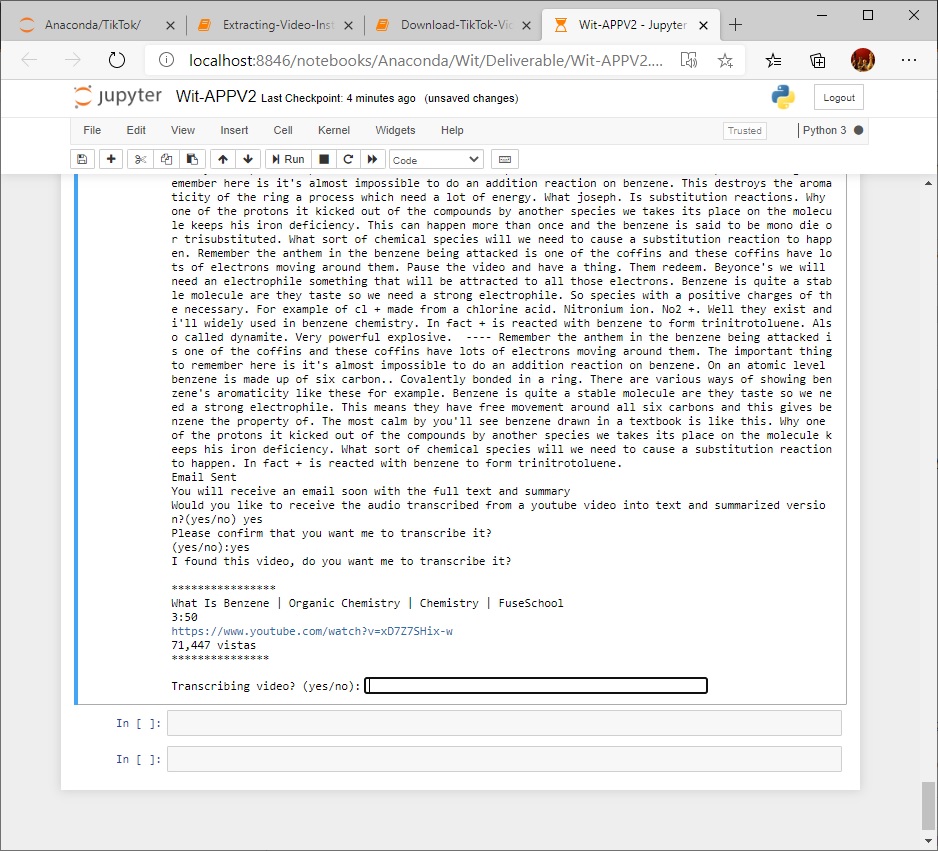 Anaconda/TikTok/
Extracting-Video-Inst
Download-TikTok-Vic
Wit-APPV2 - Jupyter
localhost:8846/notebooks/Anaconda/Wit/Deliverable/Wit-APPV2....
jupyter Wit-APPV2 Last Checkpoint: 4 minutes ago (unsaved changes)
Logout
File Edit View Insert Cell Kernel Widgets Help
Trusted
Python 3
Run
Code
emember here is it's almost impossible to do an addition reaction on benzene. This destroys the aroma
ticity of the ring a process which need a lot of energy. What joseph. Is substitution reactions. Why
one of the protons it kicked out of the compounds by another species we takes its place on the molecu
le keeps his iron deficiency. This can happen more than once and the benzene is said to be mono die o
r trisubstituted. What sort of chemical species will we need to cause a substitution reaction to happ
en. Remember the anthem in the benzene being attacked is one of the coffins and these coffins have lo
ts of electrons moving around them. Pause the video and have a thing. Them redeem. Beyonce's we will
need an electrophile something that will be attracted to all those electrons. Benzene is quite a stab
le molecule are they taste so we need a strong electrophile. So species with a positive charges of th
e necessary. For example of cl + made from a chlorine acid. Nitronium ion. No2 +. Well they exist and
i'll widely used in benzene chemistry. In fact + is reacted with benzene to form trinitrotoluene. Als
o called dynamite. Very powerful explosive.  ---- Remember the anthem in the benzene being attacked i
s one of the coffins and these coffins have lots of electrons moving around them. The important thing
to remember here is it's almost impossible to do an addition reaction on benzene. On an atomic level
benzene is made up of six carbon.. Covalently bonded in a ring. There are various ways of showing ben
zene's aromaticity like these for example. Benzene is quite a stable molecule are they taste so we ne
ed a strong electrophile. This means they have free movement around all six carbons and this gives be
nzene the property of. The most calm by you'll see benzene drawn in a textbook is like this. Why one
of the protons it kicked out of the compounds by another species we takes its place on the molecule k
eeps his iron deficiency. What sort of chemical species will we need to cause a substitution reaction
to happen. In fact + is reacted with benzene to form trinitrotoluene.
Email Sent
You will receive an email soon with the full text and summary
Would you like to receive the audio transcribed from a youtube video into text and summarized versio
n?(yes/no) yes
Please confirm that you want me to transcribe it?
(yes/no):yes
I found this video, do you want me to transcribe it?
****************
What Is Benzene | Organic Chemistry | Chemistry | FuseSchool
3:50
https://www.youtube.com/watch?v=xD7Z7SHix-w
71,447 vistas
***************
Transcribing video? (yes/no):
In [ ]:
In [ ]: